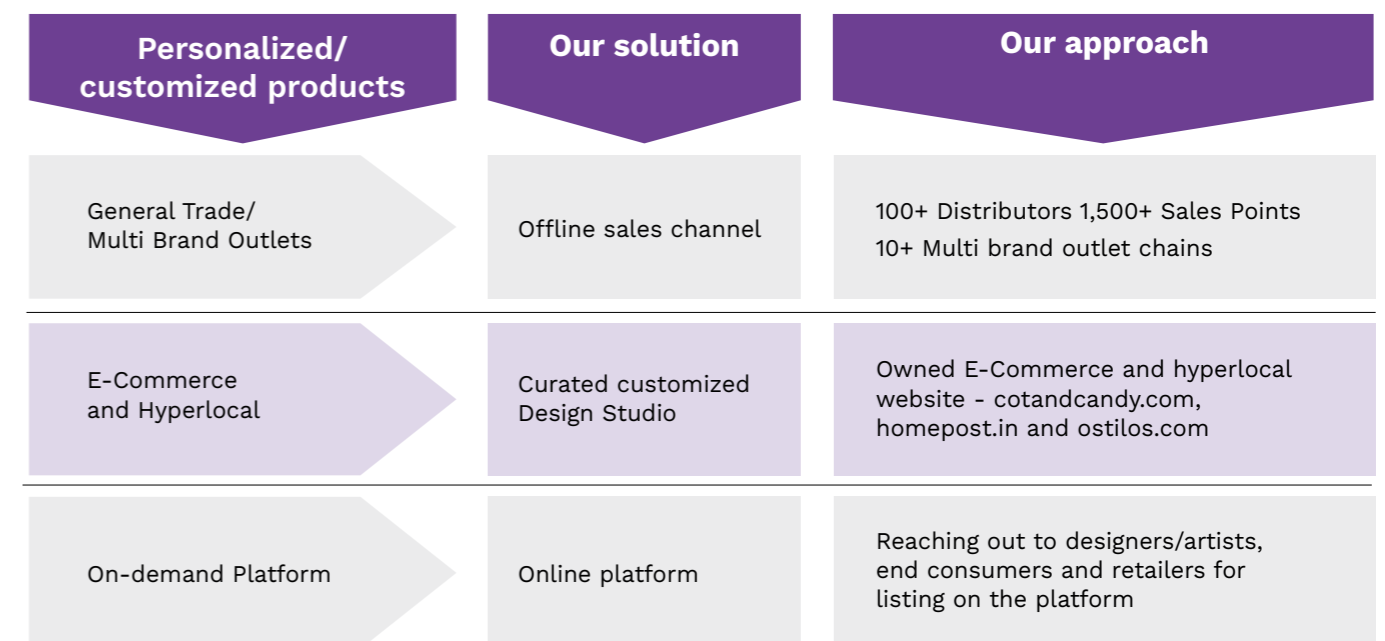 Personalized/
customized products
Our solution
Our approach
General Trade/
Multi Brand Outlets
Offline sales channel
100+ Distributors 1,500+ Sales Points
10+ Multi brand outlet chains
E-Commerce
and Hyperlocal
Curated customized
Design Studio
Owned E-Commerce and hyperlocal
website - cotandcandy.com,
homepost.in and ostilos.com
On-demand Platform
Online platform
Reaching out to designers/artists,
end consumers and retailers for
listing on the platform